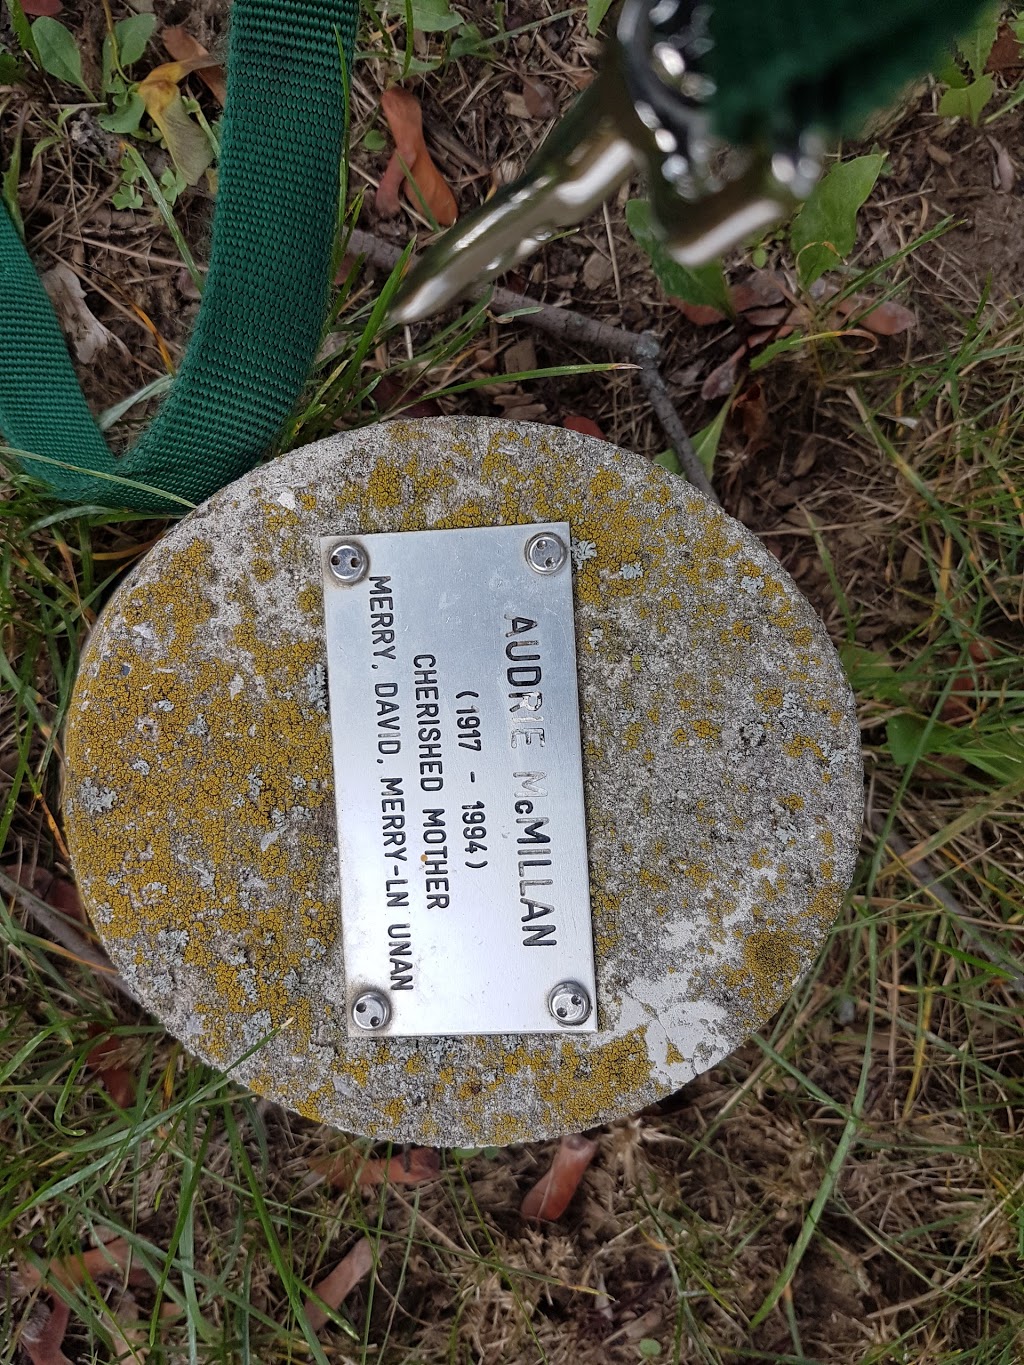 AUDRIE McMILLAN
(1917 - 1994)
CHERISHED MOTHER
MERRY, DAVID, MERRY-LN UNAN